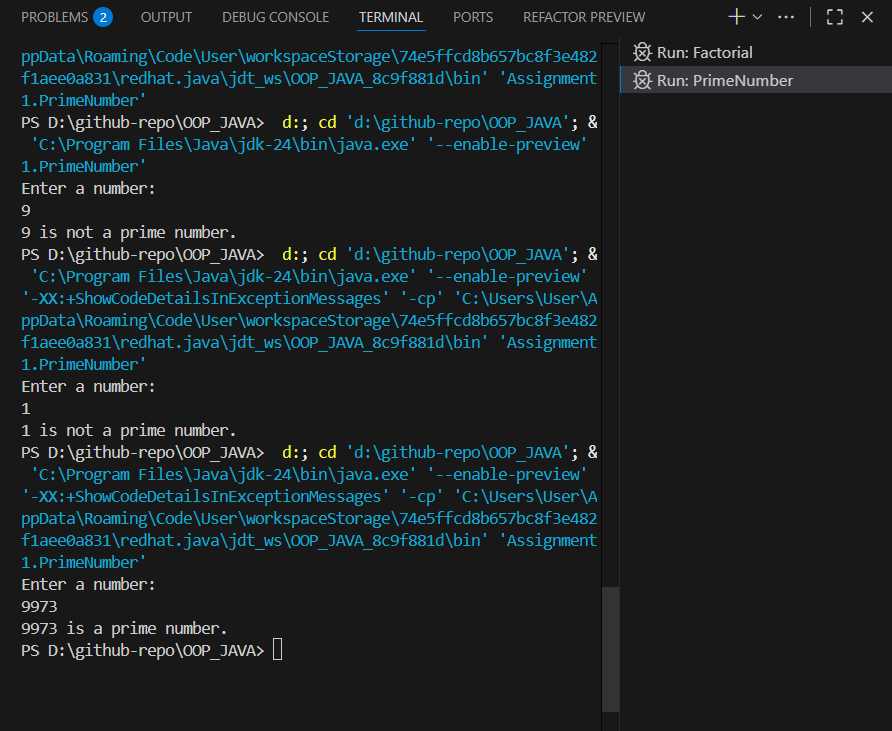 PROBLEMS 2 OUTPUT DEBUG CONSOLE TERMINAL PORTS REFACTOR PREVIEW
ppData\Roaming\Code\User\workspaceStorage\74e5ffcd8b657bc8f3e482
f1aee0a831\redhat.java\jdt_ws\OOP_JAVA_8c9f881d\bin' 'Assignment
1.PrimeNumber'
PS D:\github-repo\OOP_JAVA>  d:; cd 'd:\github-repo\OOP_JAVA'; &
 'C:\Program Files\Java\jdk-24\bin\java.exe' '--enable-preview'
1.PrimeNumber'
Enter a number:
9
9 is not a prime number.
PS D:\github-repo\OOP_JAVA>  d:; cd 'd:\github-repo\OOP_JAVA'; &
 'C:\Program Files\Java\jdk-24\bin\java.exe' '--enable-preview'
'-XX:+ShowCodeDetailsInExceptionMessages' '-cp' 'C:\Users\User\A
ppData\Roaming\Code\User\workspaceStorage\74e5ffcd8b657bc8f3e482
f1aee0a831\redhat.java\jdt_ws\OOP_JAVA_8c9f881d\bin' 'Assignment
1.PrimeNumber'
Enter a number:
1
1 is not a prime number.
PS D:\github-repo\OOP_JAVA>  d:; cd 'd:\github-repo\OOP_JAVA'; &
 'C:\Program Files\Java\jdk-24\bin\java.exe' '--enable-preview'
'-XX:+ShowCodeDetailsInExceptionMessages' '-cp' 'C:\Users\User\A
ppData\Roaming\Code\User\workspaceStorage\74e5ffcd8b657bc8f3e482
f1aee0a831\redhat.java\jdt_ws\OOP_JAVA_8c9f881d\bin' 'Assignment
1.PrimeNumber'
Enter a number:
9973
9973 is a prime number.
PS D:\github-repo\OOP_JAVA>
Run: Factorial
Run: PrimeNumber